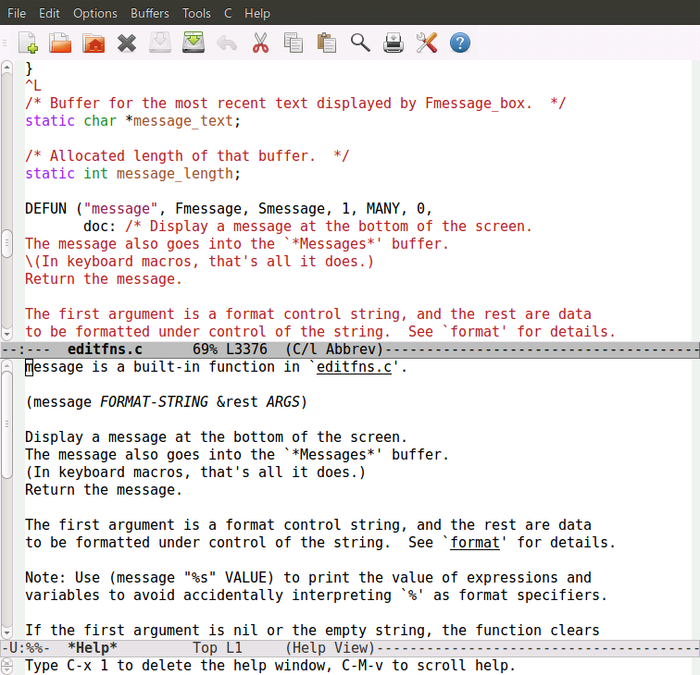 File Edit Options Buffers Tools C Help
}
^L
/* Buffer for the most recent text displayed by Fmessage_box.  */
static char *message_text;
/* Allocated length of that buffer.  */
static int message_length;
DEFUN ("message", Fmessage, Smessage, 1, MANY, 0,
       doc: /* Display a message at the bottom of the screen.
The message also goes into the `*Messages*' buffer.
\(In keyboard macros, that's all it does.)
Return the message.
The first argument is a format control string, and the rest are data
to be formatted under control of the string.  See `format' for details.
--:---  editfns.c      69% L3376  (C/l Abbrev)--------------------------------------
message is a built-in function in `editfns.c'.
(message FORMAT-STRING &rest ARGS)
Display a message at the bottom of the screen.
The message also goes into the `*Messages*' buffer.
(In keyboard macros, that's all it does.)
Return the message.
The first argument is a format control string, and the rest are data
to be formatted under control of the string.  See `format' for details.
Note: Use (message "%s" VALUE) to print the value of expressions and
variables to avoid accidentally interpreting `%' as format specifiers.
If the first argument is nil or the empty string, the function clears
-U:%%-  *Help*         Top L1     (Help View)---------------------------------------
Type C-x 1 to delete the help window, C-M-v to scroll help.